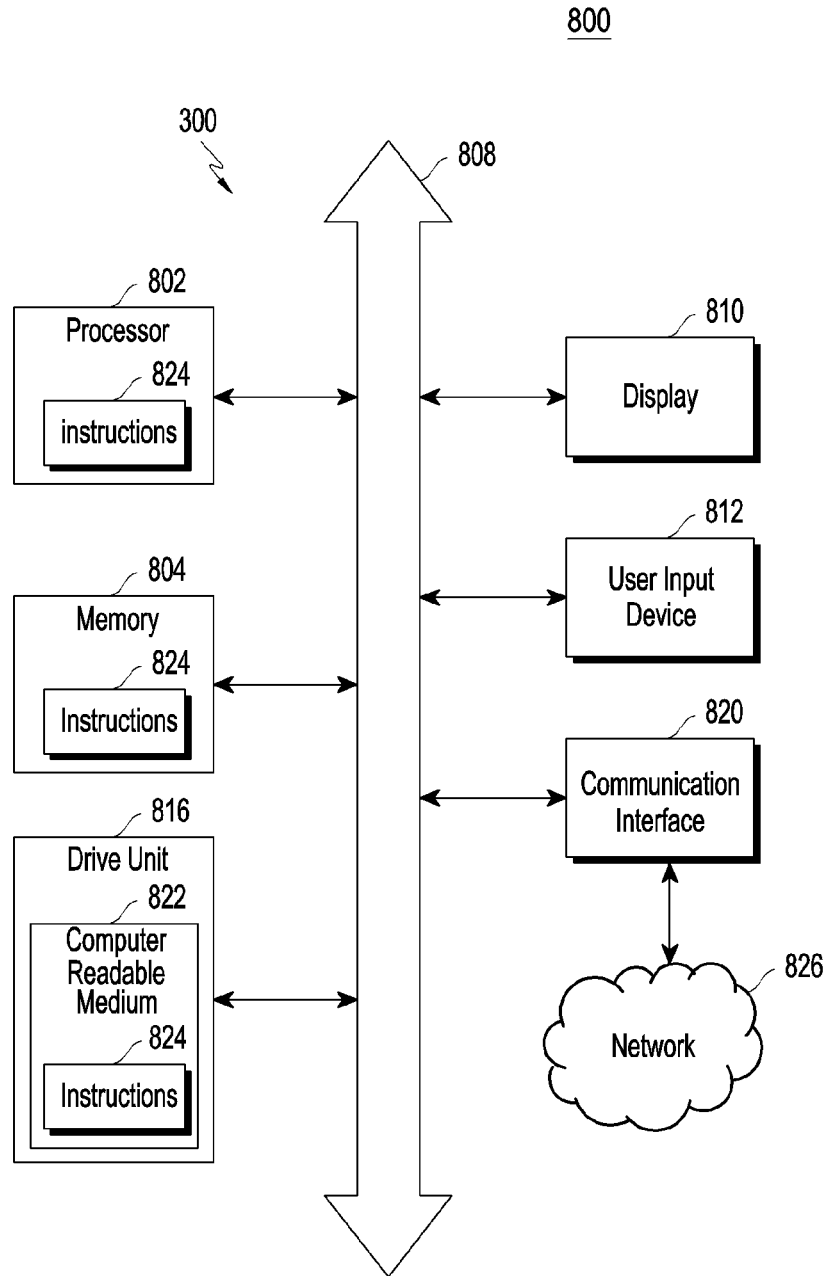 800
300
808
802
Processor
824
instructions
810
Display
812
User Input
Device
804
Memory
824
Instructions
820
Communication
Interface
816
Drive Unit
822
Computer
Readable
Medium
824
Instructions
826
Network